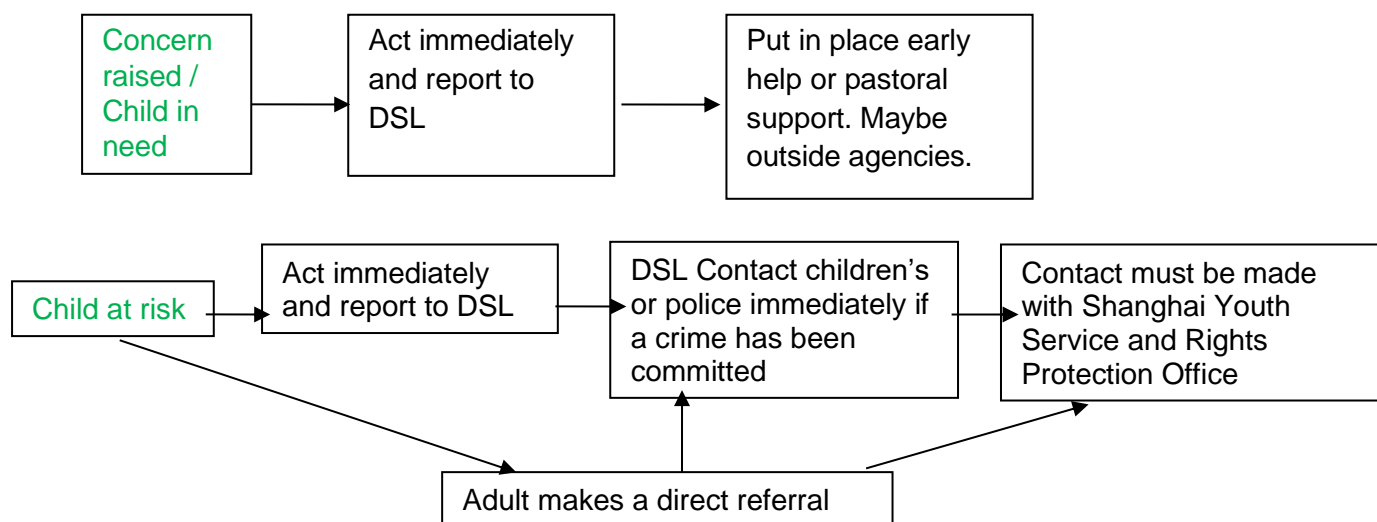 Concern
raised /
Child in
need
Act immediately
and report to
DSL
Put in place early
help or pastoral
support. Maybe
outside agencies.
Child at risk
Act immediately
and report to DSL
DSL Contact children’s
or police immediately if
a crime has been
committed
Contact must be made
with Shanghai Youth
Service and Rights
Protection Office
Adult makes a direct referral